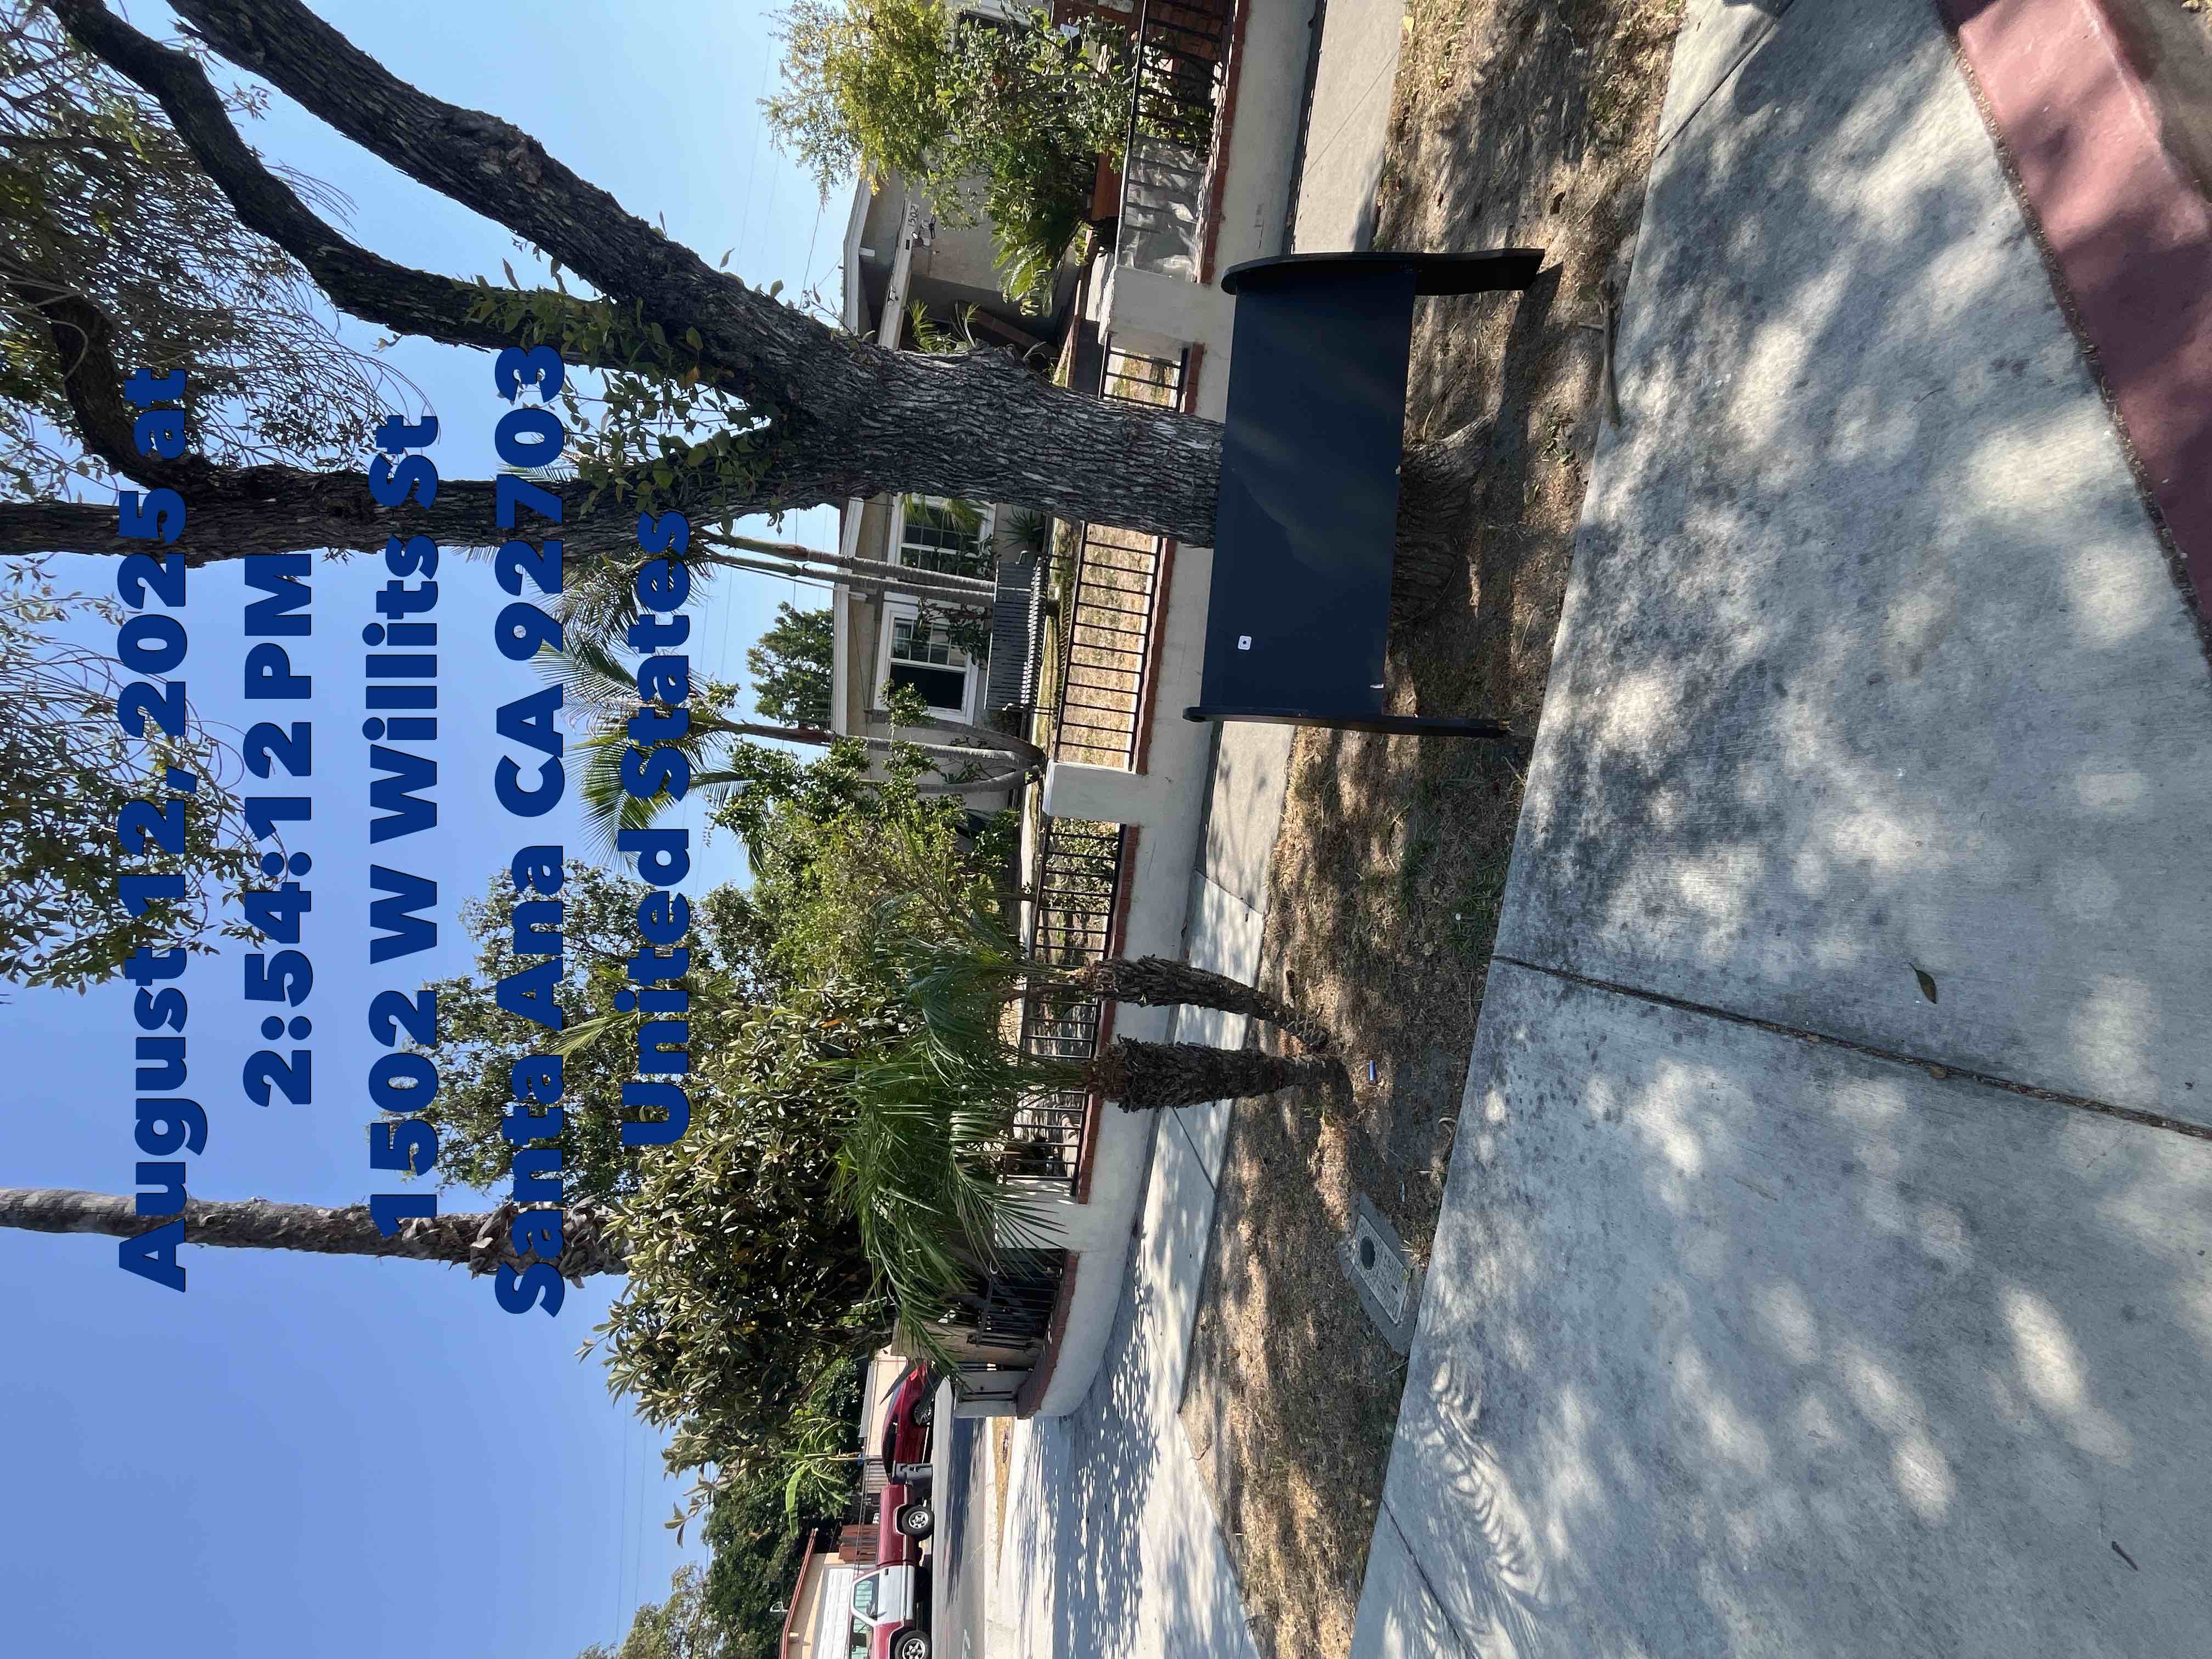 August 12, 2025 at
2:54:12 PM
1502 W Willits St
Santa Ana CA 92703
United States